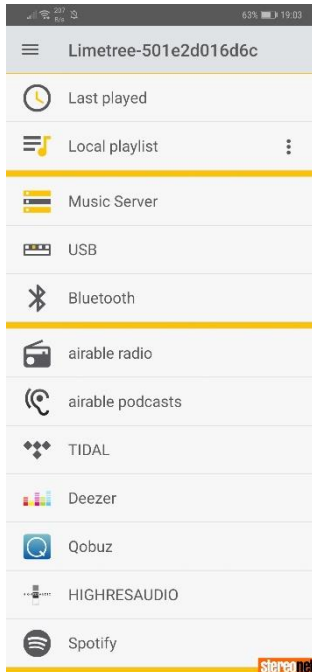 237 B/s
63% 19:03
Limetree-501e2d016d6c
Last played
Local playlist
Music Server
USB
Bluetooth
airable radio
airable podcasts
TIDAL
Deezer
Qobuz
HIGHRESAUDIO
Spotify
stereonet